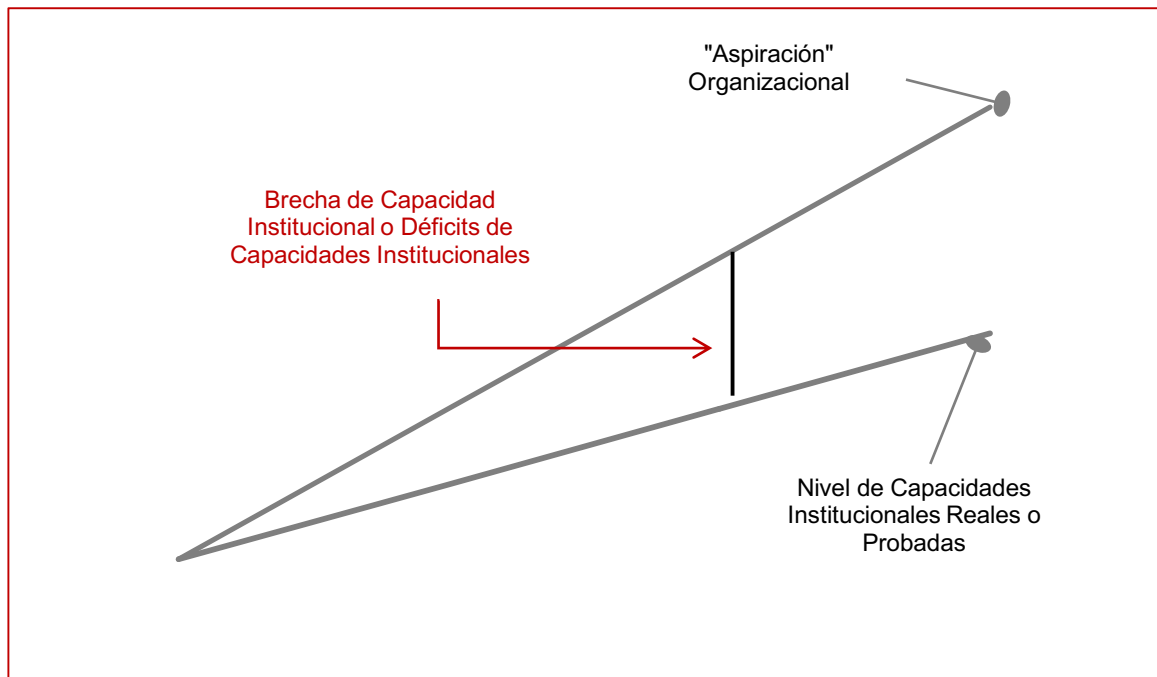 "Aspiración"
Organizacional
Brecha de Capacidad
Institucional o Déficits de
Capacidades Institucionales
Nivel de Capacidades
Institucionales Reales o
Probadas